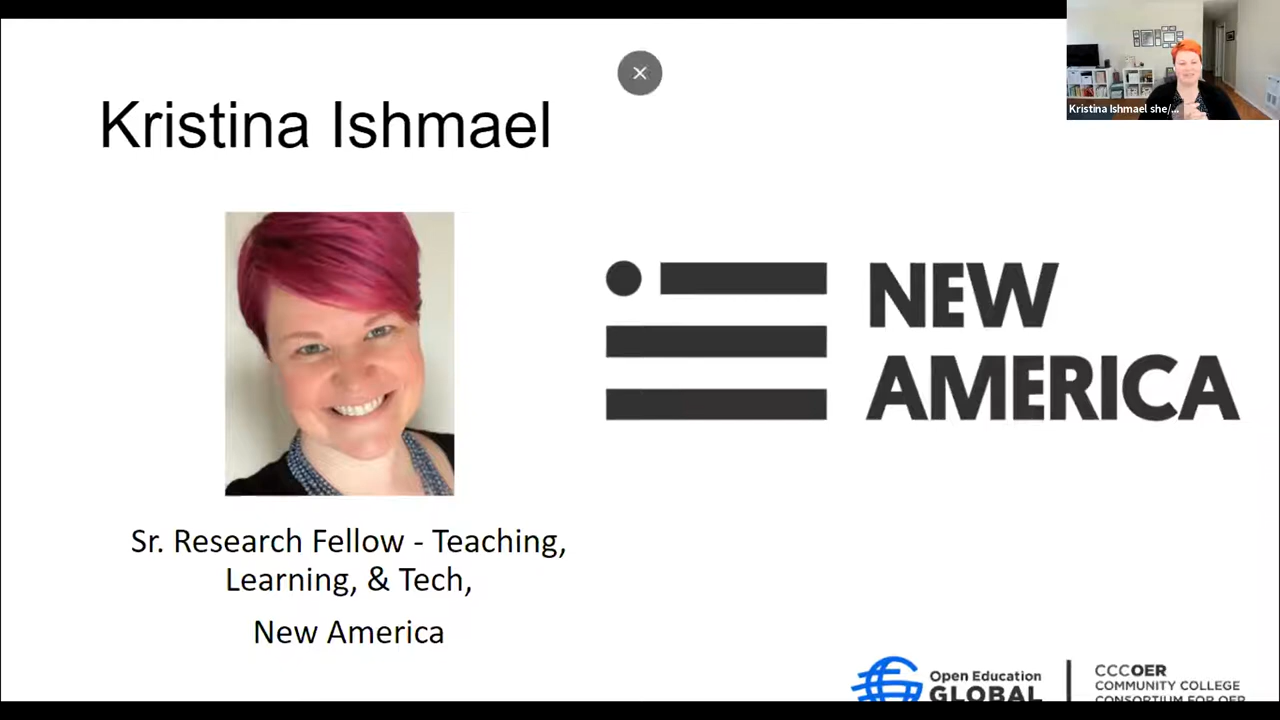 Kristina Ishmael she/...
Kristina Ishmael
NEW
AMERICA
Sr. Research Fellow - Teaching,
Learning, & Tech,
New America
Open Education
GLOBAL
CCCOER
COMMUNITY COLLEGE
CONSORTIUM FOR OER